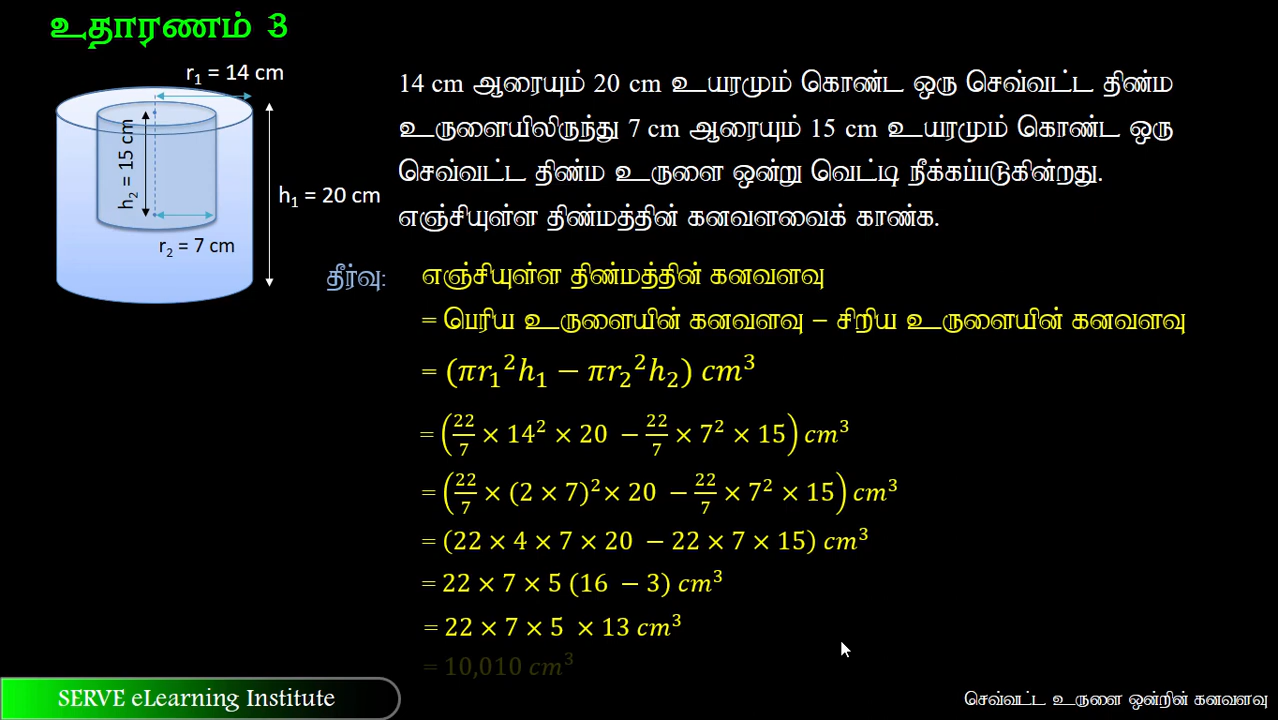 உதாரணம் 3
r₁ = 14 cm
h₂ = 15 cm
h₁ = 20 cm
r₂ = 7 cm
14 cm ஆரையும் 20 cm உயரமும் கொண்ட ஒரு செவ்வட்ட திண்ம
உருளையிலிருந்து 7 cm ஆரையும் 15 cm உயரமும் கொண்ட ஒரு
செவ்வட்ட திண்ம உருளை ஒன்று வெட்டி நீக்கப்படுகின்றது.
எஞ்சியுள்ள திண்மத்தின் கனவளவைக் காண்க.
தீர்வு: எஞ்சியுள்ள திண்மத்தின் கனவளவு
= பெரிய உருளையின் கனவளவு – சிறிய உருளையின் கனவளவு
= (πr₁²h₁ − πr₂²h₂) cm³
= (22/7 × 14² × 20 − 22/7 × 7² × 15) cm³
= (22/7 × (2 × 7)² × 20 − 22/7 × 7² × 15) cm³
= (22 × 4 × 7 × 20 − 22 × 7 × 15) cm³
= 22 × 7 × 5 (16 − 3) cm³
= 22 × 7 × 5 × 13 cm³
= 10,010 cm³
SERVE eLearning Institute
செவ்வட்ட உருளை ஒன்றின் கனவளவு